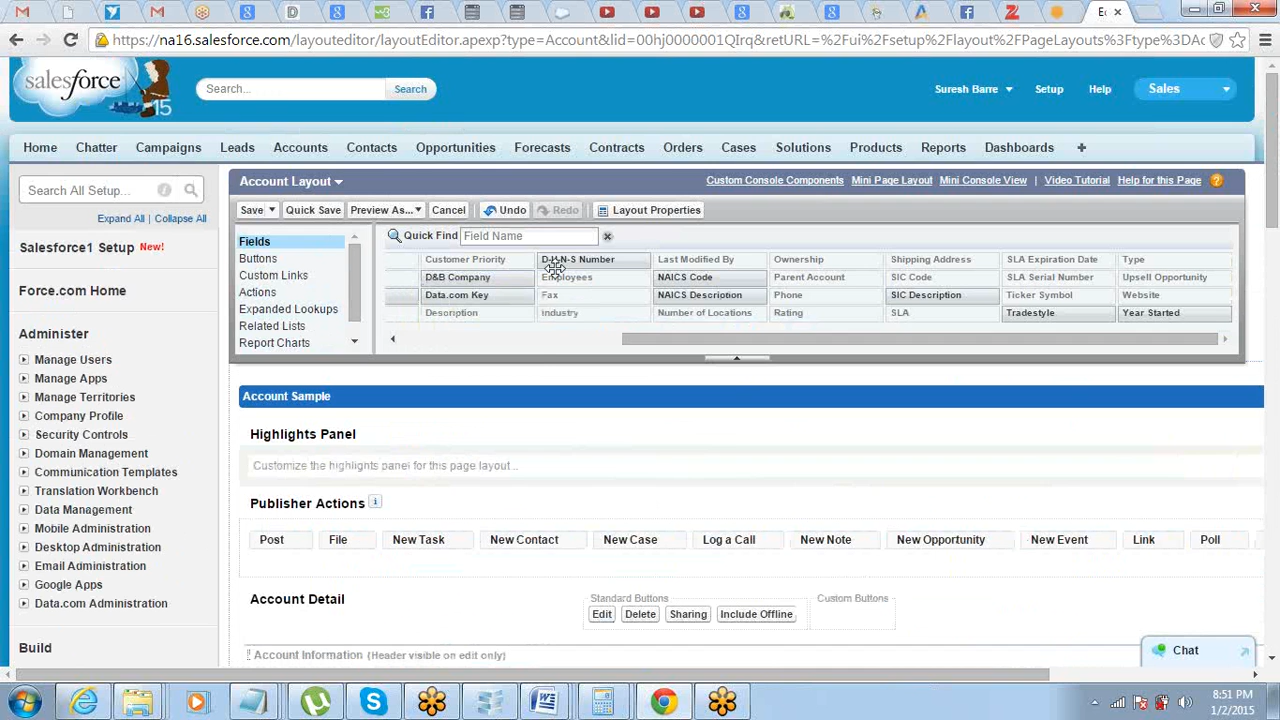 Ec
https://na16.salesforce.com/layouteditor/layoutEditor.apexp?type=Account&lid=00hj0000001QIrq&retURL=%2Fui%2Fsetup%2Flayout%2FPageLayouts%3Ftype%3DAc
salesforce
15
Search...
Search
Suresh Barre
Setup
Help
Sales
Home
Chatter
Campaigns
Leads
Accounts
Contacts
Opportunities
Forecasts
Contracts
Orders
Cases
Solutions
Products
Reports
Dashboards
+
Search All Setup...
Expand All | Collapse All
Salesforce1 Setup New!
Force.com Home
Administer
Manage Users
Manage Apps
Manage Territories
Company Profile
Security Controls
Domain Management
Communication Templates
Translation Workbench
Data Management
Mobile Administration
Desktop Administration
Email Administration
Google Apps
Data.com Administration
Build
Account Layout
Custom Console Components
Mini Page Layout
Mini Console View
Video Tutorial
Help for this Page
Save
Quick Save
Preview As...
Cancel
Undo
Redo
Layout Properties
Fields
Buttons
Custom Links
Actions
Expanded Lookups
Related Lists
Report Charts
Quick Find
Field Name
Customer Priority
D-U-N-S Number
Last Modified By
Ownership
Shipping Address
SLA Expiration Date
Type
D&B Company
Employees
NAICS Code
Parent Account
SIC Code
SLA Serial Number
Upsell Opportunity
Data.com Key
Fax
NAICS Description
Phone
SIC Description
Ticker Symbol
Website
Description
Industry
Number of Locations
Rating
SLA
Tradestyle
Year Started
Account Sample
Highlights Panel
Customize the highlights panel for this page layout...
Publisher Actions
Post
File
New Task
New Contact
New Case
Log a Call
New Note
New Opportunity
New Event
Link
Poll
Account Detail
Standard Buttons
Edit
Delete
Sharing
Include Offline
Custom Buttons
Account Information (Header visible on edit only)
Chat
8:51 PM
1/2/2015